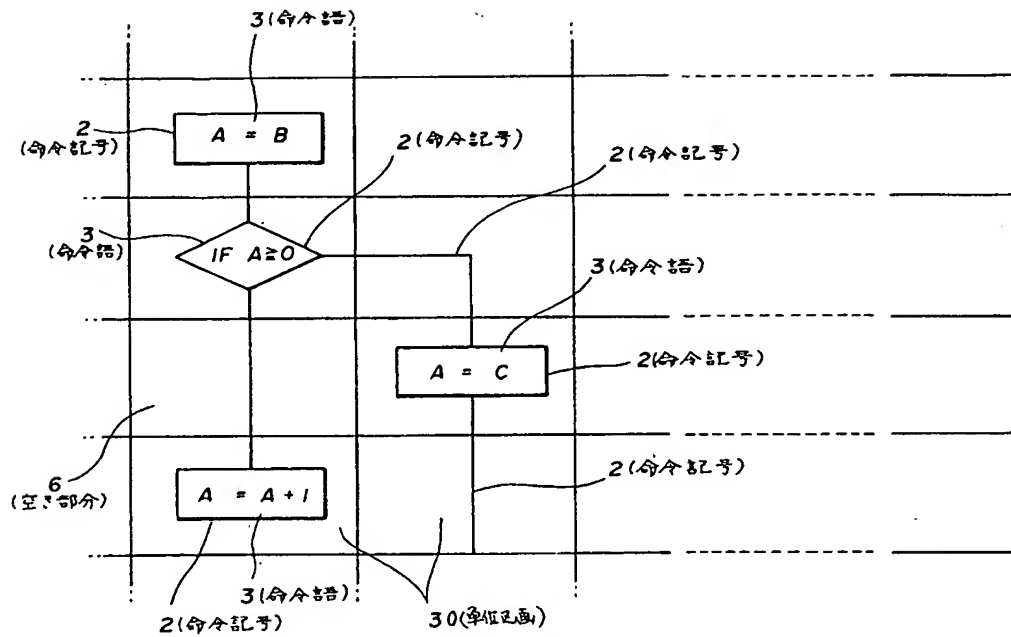 3(命令語)
A = B
2
(命令記号)
2(命令記号)
2(命令記号)
3
(命令語)
IF A≧0
3(命令語)
A = C
2(命令記号)
6
(空き部分)
2(命令記号)
A = A + 1
3(命令語)
2(命令記号)
30(単位区画)